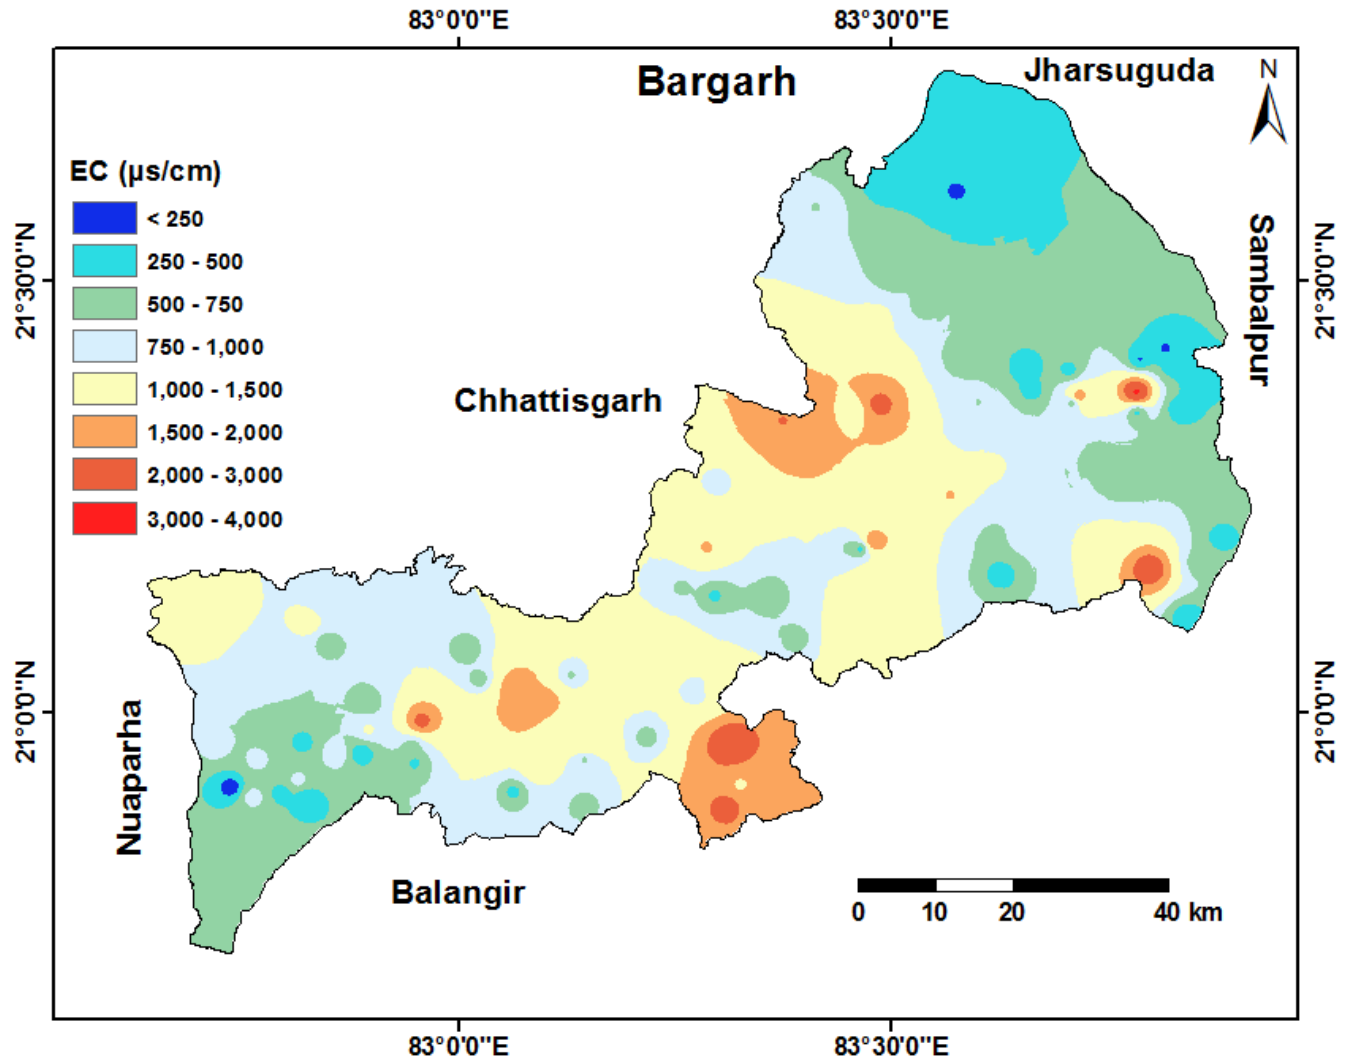 83°0'0"E
83°30'0"E
Bargarh
Jharsuguda
N
EC (µs/cm)
< 250
250 - 500
500 - 750
750 - 1,000
1,000 - 1,500
1,500 - 2,000
2,000 - 3,000
3,000 - 4,000
21°30'0"N
Sambalpur
21°30'0"N
Chhattisgarh
21°0'0"N
Nuaparha
21°0'0"N
Balangir
0 10 20 40 km
83°0'0"E
83°30'0"E